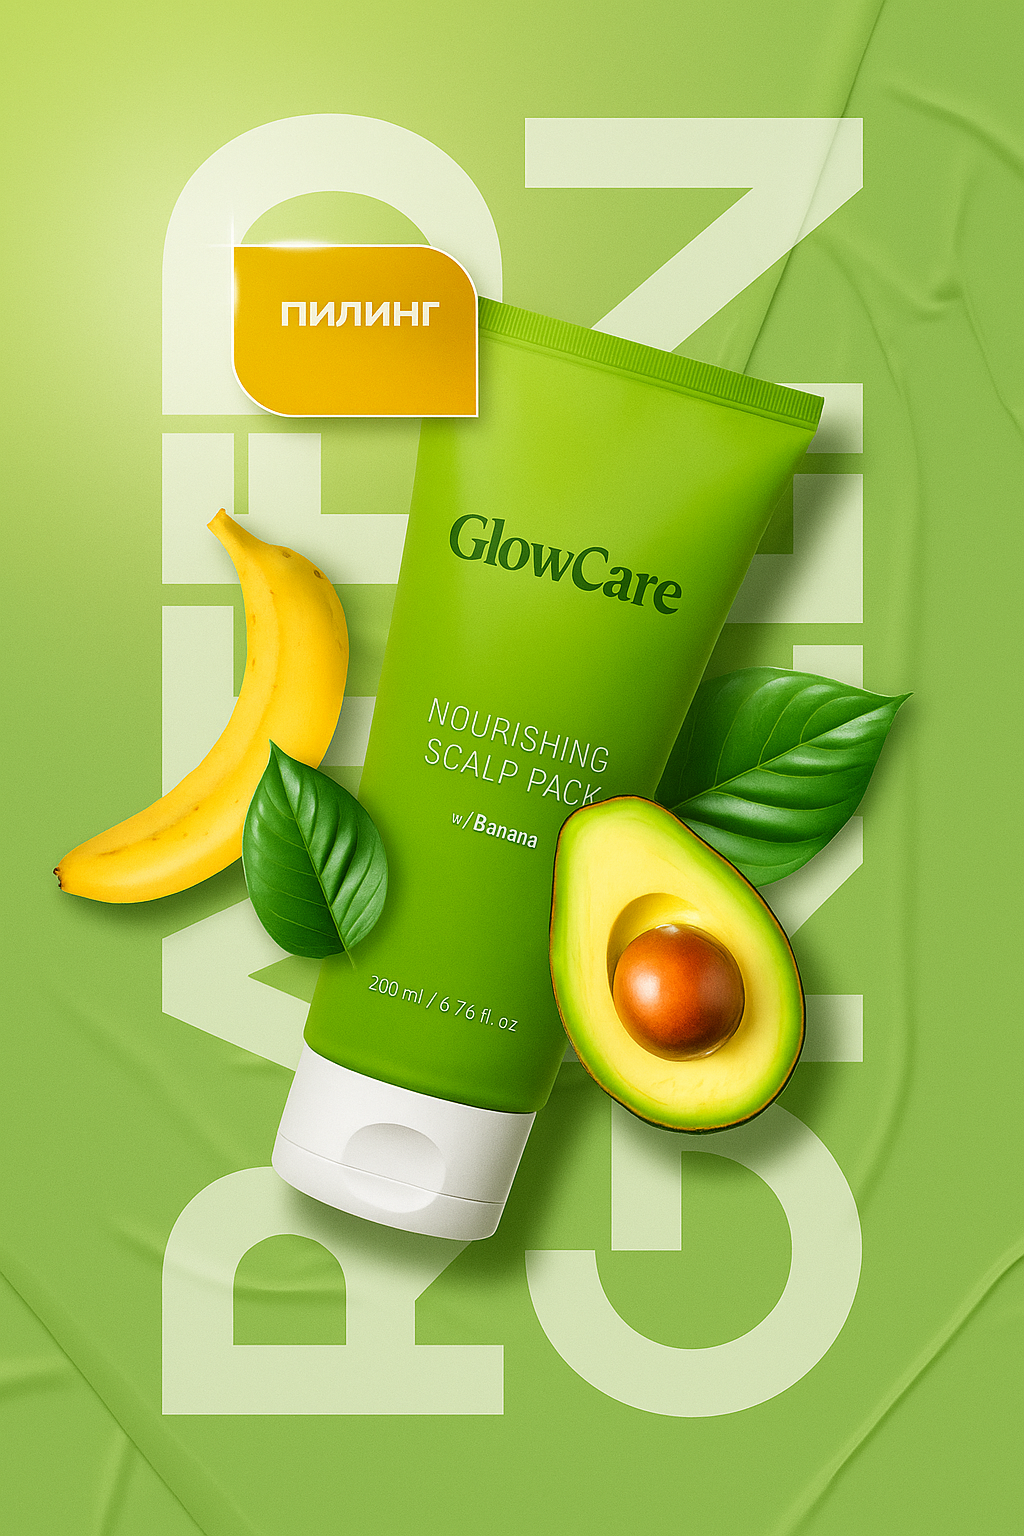 ПИЛИНГ
GlowCare
NOURISHING
SCALP PACK
w/Banana
200 ml / 6 76 fl. oz